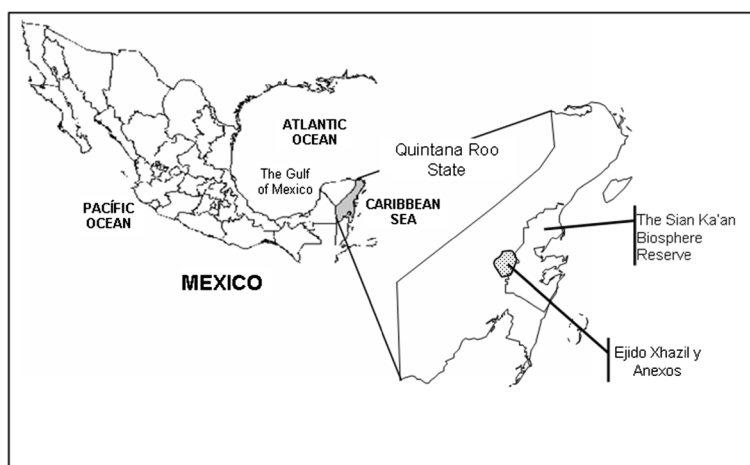 ATLANTIC
OCEAN
Quintana Roo
State
The Gulf
of Mexico
CARIBBEAN
SEA
PACÍFIC
OCEAN
The Sian Ka'an
Biosphere
Reserve
MEXICO
Ejido Xhazil y
Anexos